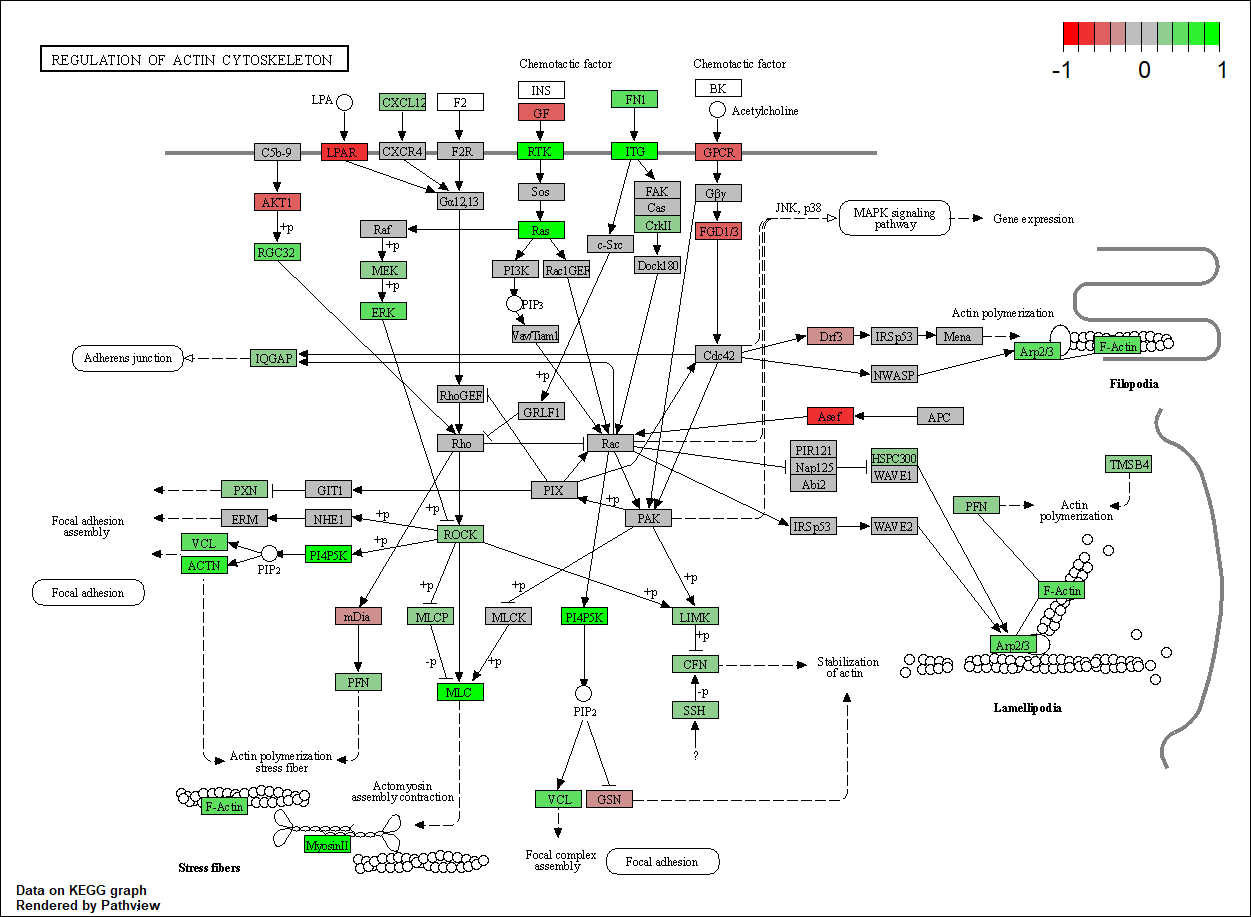 REGULATION OF ACTIN CYTOSKELETON
-1 0 1
Chemotactic factor
Chemotactic factor
LPA
CXCL12
F2
INS
GF
FN1
BK
Acetylcholine
C5b-9
LPAR
CXCR4
F2R
RTK
ITG
GPCR
AKT1
Gα12,13
Sos
FAK
Cas
CrkII
Gβγ
JNK, p38
MAPK signaling
pathway
Gene expression
+p
RGC32
Raf
Ras
c-Src
FGD1/3
+p
MEK
PI3K
Rac1GEF
Dock180
+p
ERK
PIP3
Vav/Tiam1
Actin polymerization
Drf3
IRSp53
Mena
Arp2/3
F-Actin
Adherens junction
IQGAP
Cdc42
NWASP
Filopodia
+p
RhoGEF
GRLF1
Asef
APC
Rho
Rac
PIR121
Nap125
Abi2
HSPC300
WAVE1
TMSB4
PXN
GIT1
PIX
+p
PAK
PFN
Actin
polymerization
Focal adhesion
assembly
ERM
NHE1
+p
+p
ROCK
IRSp53
WAVE2
VCL
ACTN
PIP2
PI4P5K
+p
Focal adhesion
+p
+p
+p
+p
F-Actin
mDia
MLCP
MLCK
PI4P5K
LIMK
+p
Arp2/3
-p
+p
CFN
Stabilization
of actin
PFN
MLC
-p
SSH
PIP2
Lamellipodia
?
Actin polymerization
stress fiber
Actomyosin
assembly contraction
F-Actin
VCL
GSN
MyosinII
Stress fibers
Focal complex
assembly
Focal adhesion
Data on KEGG graph
Rendered by Pathview